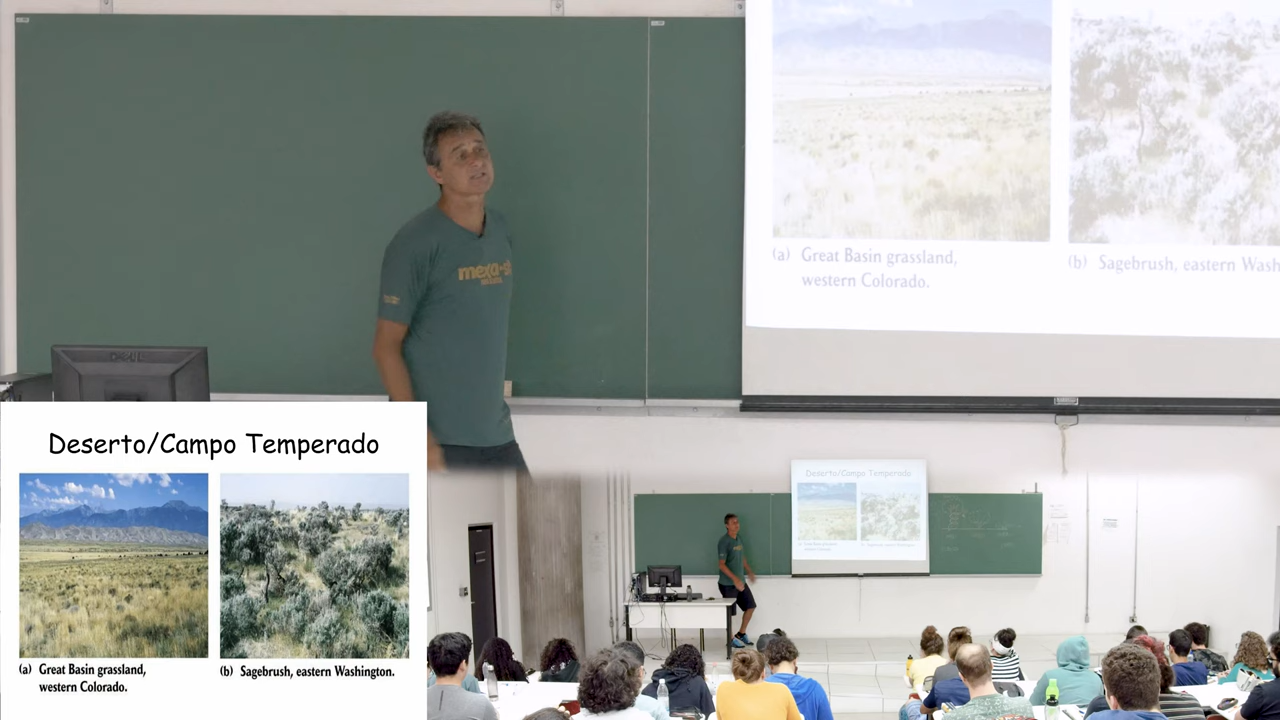 (a) Great Basin grassland,
western Colorado.
(b) Sagebrush, eastern Wash
DELL
Deserto/Campo Temperado
(a) Great Basin grassland,
western Colorado.
(b) Sagebrush, eastern Washington.
Deserto/Campo Temperado